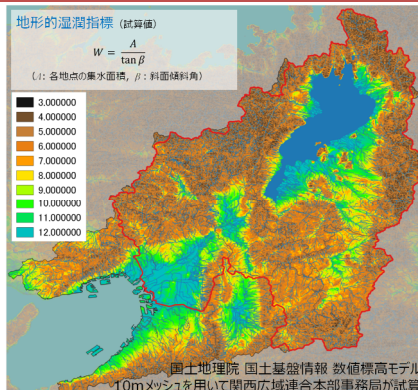 地形的湿潤指標 (試算値)
W = A / tan β
(A: 各地点の集水面積, β: 斜面傾斜角)
3.000000
4.000000
5.000000
6.000000
7.000000
8.000000
9.000000
10.000000
11.000000
12.000000
国土地理院 国土基盤情報 数値標高モデル
10mメッシュを用いて関西広域連合本部事務局が試算